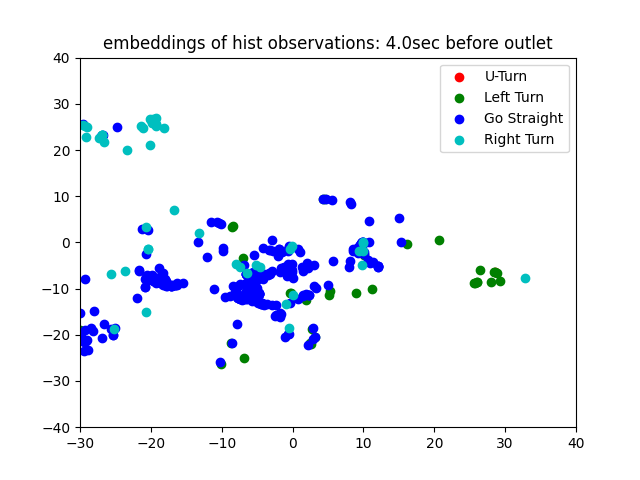 embeddings of hist observations: 4.0sec before outlet
U-Turn
Left Turn
Go Straight
Right Turn
40
30
20
10
0
−10
−20
−30
−40
−30 −20 −10 0 10 20 30 40